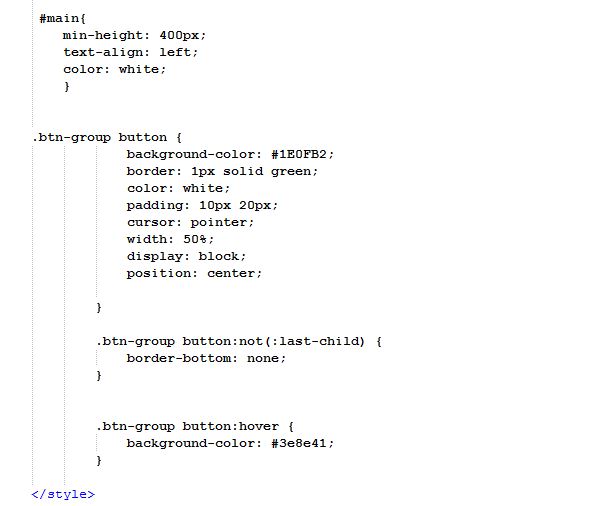 #main{
min-height: 400px;
text-align: left;
color: white;
}
.btn-group button {
background-color: #1E0FB2;
border: 1px solid green;
color: white;
padding: 10px 20px;
cursor: pointer;
width: 50%;
display: block;
position: center;
}
.btn-group button:not(:last-child) {
border-bottom: none;
}
.btn-group button:hover {
background-color: #3e8e41;
}
</style>